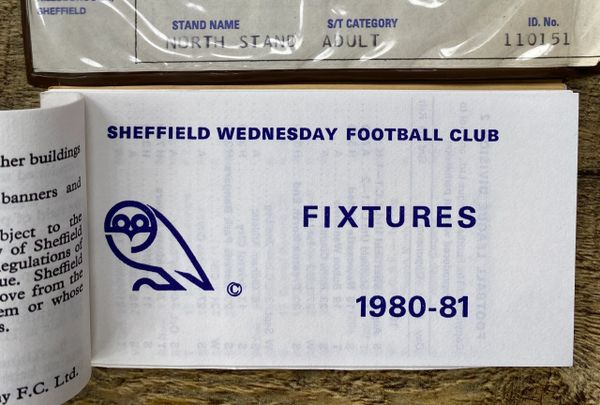 SHEFFIELD
STAND NAME S/T CATEGORY ID. No.
NORTH STAND ADULT 110151
SHEFFIELD WEDNESDAY FOOTBALL CLUB
FIXTURES
©
1980-81
her buildings
banners and
bject to the
y of Sheffield
egulations of
ue. Sheffield
ove from the
em or whose
s.
y F.C. Ltd.